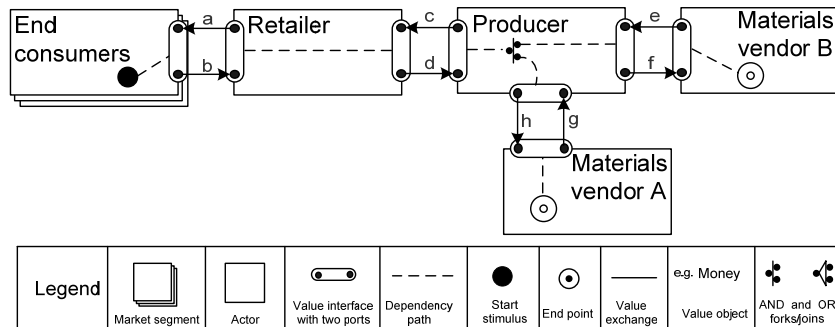 End consumers
a
b
Retailer
c
d
Producer
e
f
Materials vendor B
h
g
Materials vendor A
Legend
Market segment
Actor
Value interface with two ports
Dependency path
Start stimulus
End point
Value exchange
e.g. Money
Value object
AND and OR forks/joins